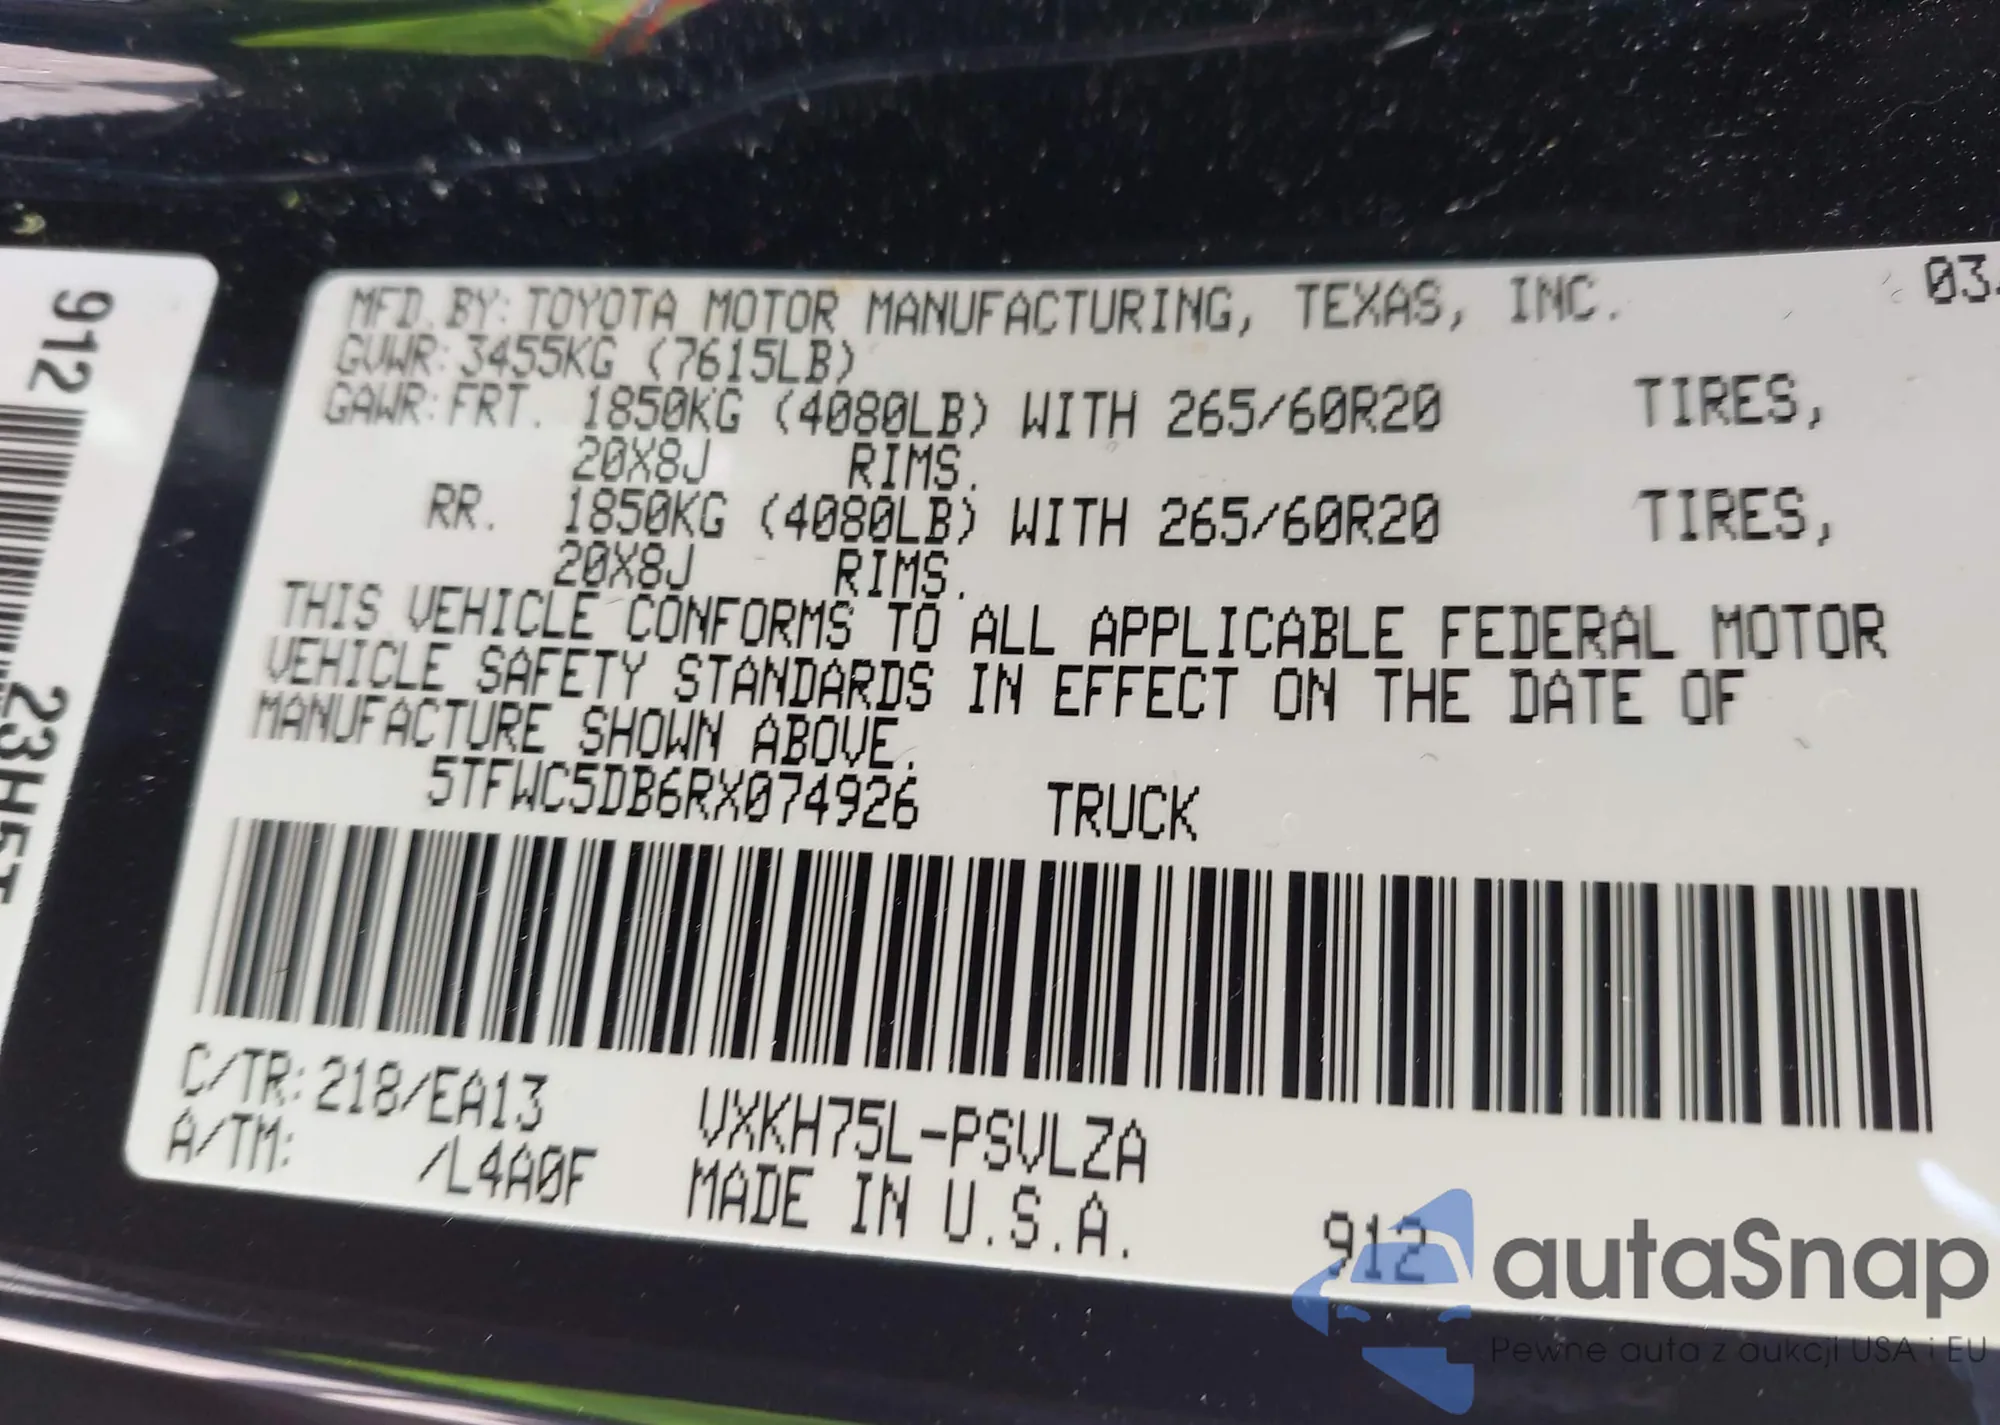 MFD. BY: TOYOTA MOTOR MANUFACTURING, TEXAS, INC. 03
GVWR: 3455KG (7615LB)
GAWR: FRT. 1850KG (4080LB) WITH 265/60R20 TIRES,
20X8J RIMS.
RR. 1850KG (4080LB) WITH 265/60R20 TIRES,
20X8J RIMS.
THIS VEHICLE CONFORMS TO ALL APPLICABLE FEDERAL MOTOR
VEHICLE SAFETY STANDARDS IN EFFECT ON THE DATE OF
MANUFACTURE SHOWN ABOVE.
5TFWC5DB6RX074926 TRUCK
C/TR: 218/EA13 VXKH75L-PSVLZA
A/TM: /L4A0F MADE IN U.S.A. 912
912
autaSnap
Pewne auta z aukcji USA i EU